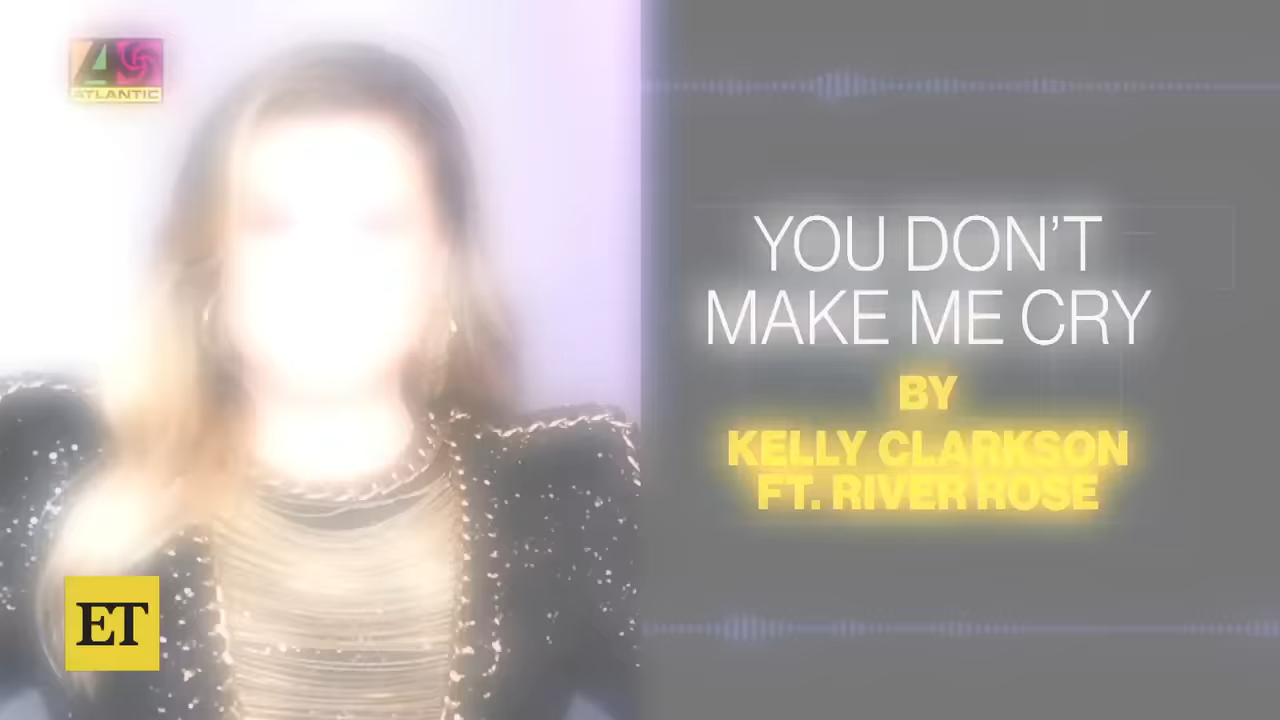 ATLANTIC
YOU DON'T
MAKE ME CRY
BY
KELLY CLARKSON
FT. RIVER ROSE
ET